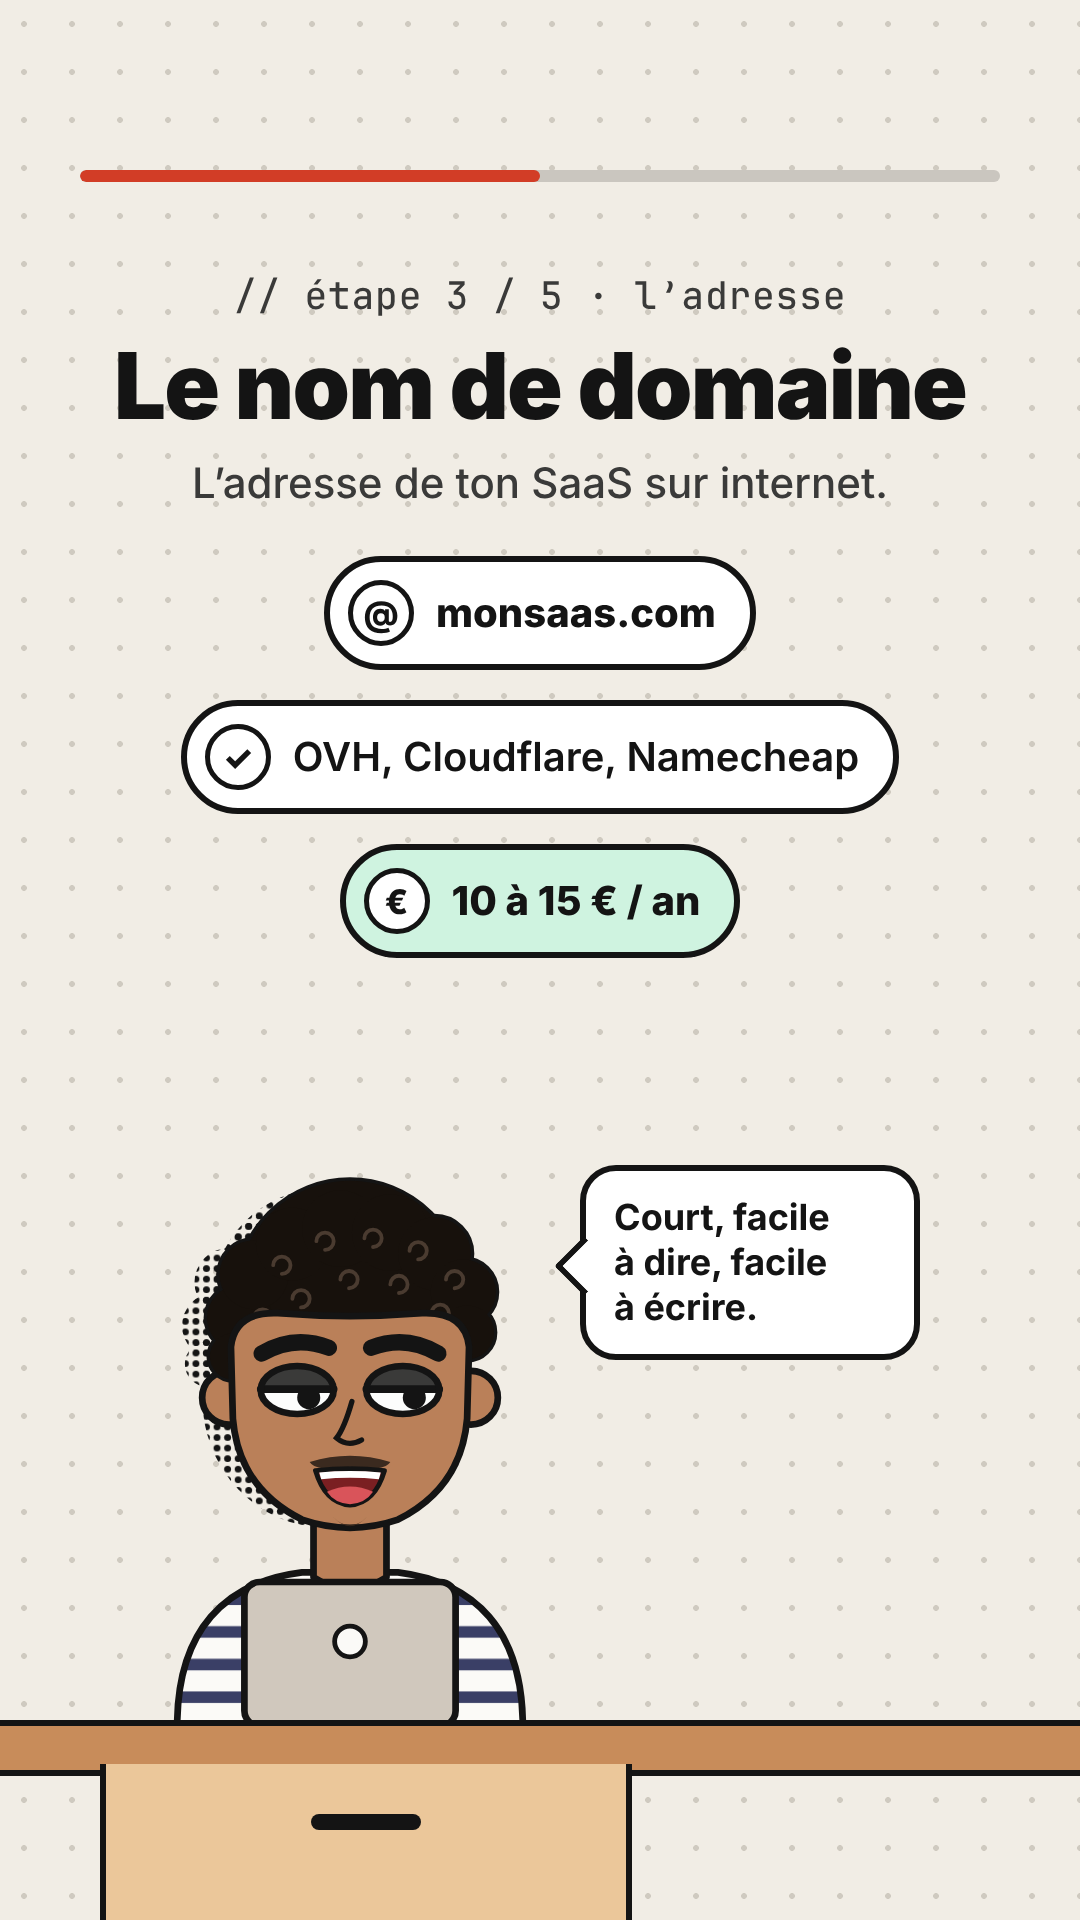 // étape 3 / 5 · l’adresse
Le nom de domaine
L’adresse de ton SaaS sur internet.
@ monsaas.com
OVH, Cloudflare, Namecheap
€ 10 à 15 € / an
Court, facile
à dire, facile
à écrire.